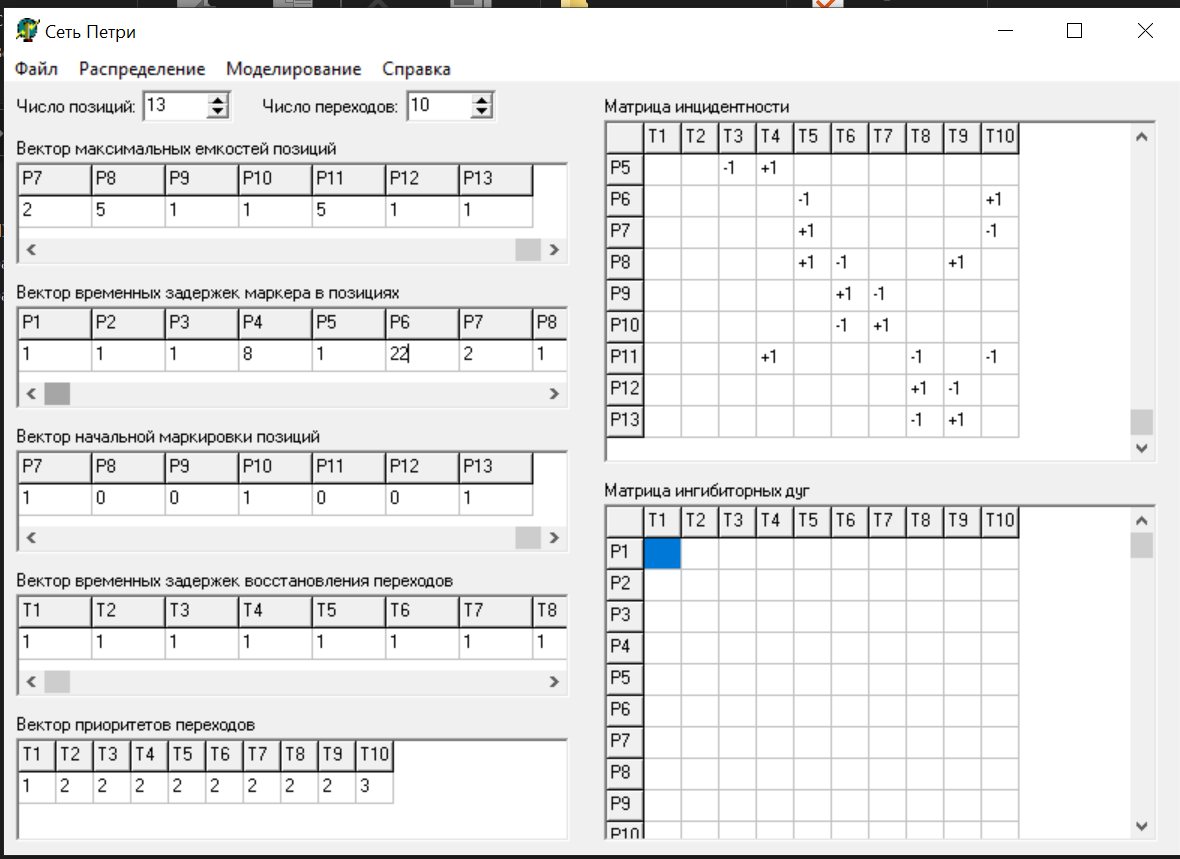 Сеть Петри
Файл Распределение Моделирование Справка
Число позиций: 13 Число переходов: 10
Вектор максимальных емкостей позиций
P7 P8 P9 P10 P11 P12 P13
2 5 1 1 5 1 1
Вектор временных задержек маркера в позициях
P1 P2 P3 P4 P5 P6 P7 P8
1 1 1 8 1 22 2 1
Вектор начальной маркировки позиций
P7 P8 P9 P10 P11 P12 P13
1 0 0 1 0 0 1
Вектор временных задержек восстановления переходов
T1 T2 T3 T4 T5 T6 T7 T8
1 1 1 1 1 1 1 1
Вектор приоритетов переходов
T1 T2 T3 T4 T5 T6 T7 T8 T9 T10
1 2 2 2 2 2 2 2 2 3
Матрица инцидентности
T1 T2 T3 T4 T5 T6 T7 T8 T9 T10
P5 -1 +1
P6 -1 +1
P7 +1 -1
P8 +1 -1 +1
P9 +1 -1
P10 -1 +1
P11 +1 -1 -1
P12 +1 -1
P13 -1 +1
Матрица ингибиторных дуг
T1 T2 T3 T4 T5 T6 T7 T8 T9 T10
P1
P2
P3
P4
P5
P6
P7
P8
P9
P10